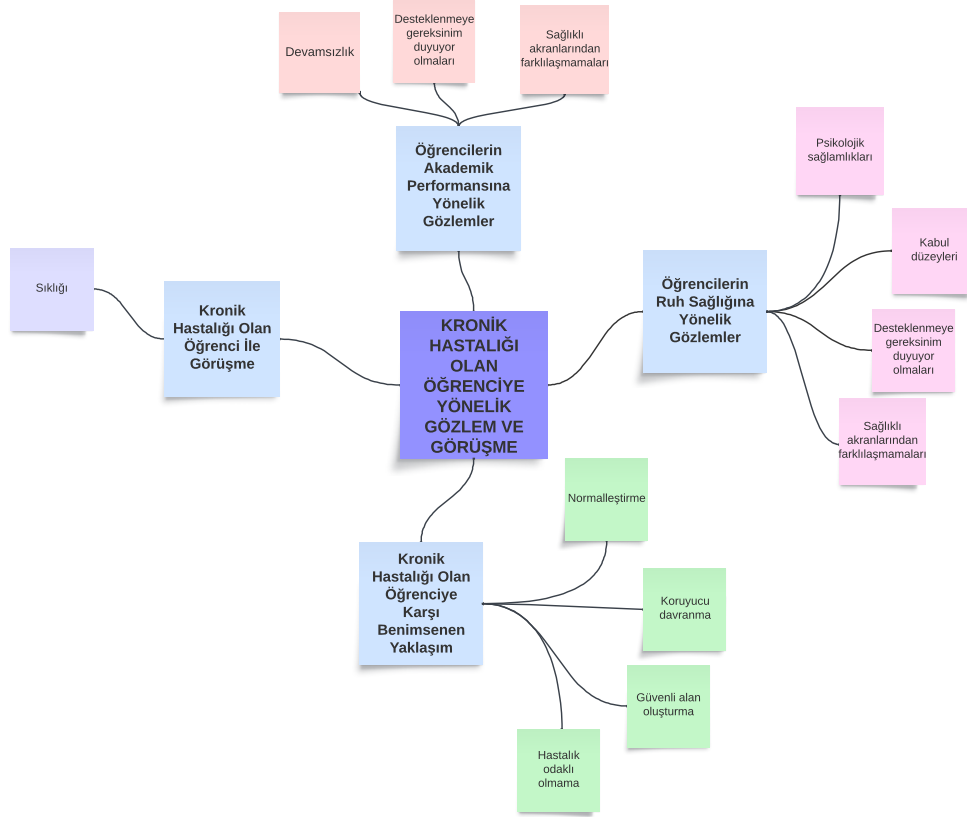 Devamsızlık
Desteklenmeye
gereksinim
duyuyor
olmaları
Sağlıklı
akranlarından
farklılaşmamaları
Öğrencilerin
Akademik
Performansına
Yönelik
Gözlemler
Psikolojik
sağlamlıkları
Kabul
düzeyleri
Desteklenmeye
gereksinim
duyuyor
olmaları
Sağlıklı
akranlarından
farklılaşmamaları
Öğrencilerin
Ruh Sağlığına
Yönelik
Gözlemler
Sıklığı
Kronik
Hastalığı Olan
Öğrenci İle
Görüşme
KRONİK
HASTALIĞI
OLAN
ÖĞRENCİYE
YÖNELİK
GÖZLEM VE
GÖRÜŞME
Kronik
Hastalığı Olan
Öğrenciye
Karşı
Benimsenen
Yaklaşım
Normalleştirme
Koruyucu
davranma
Güvenli alan
oluşturma
Hastalık
odaklı
olmama